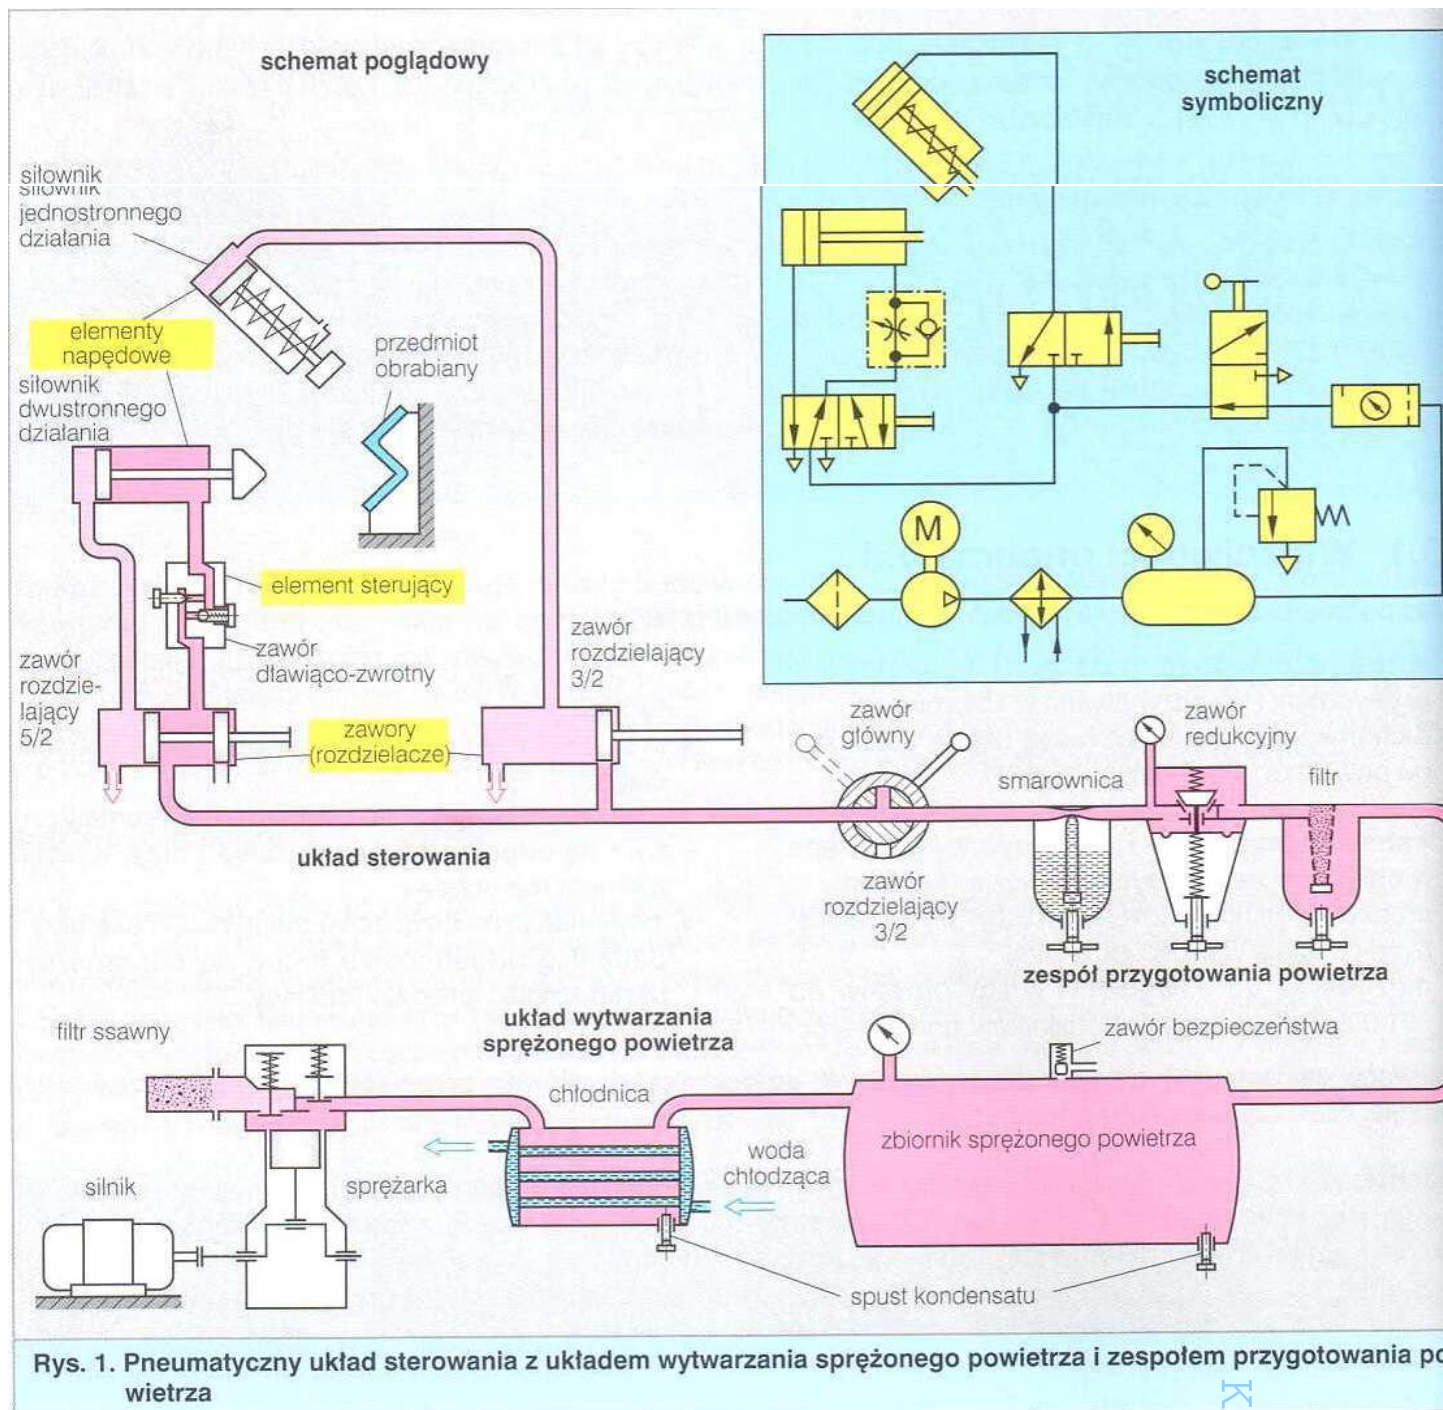 schemat poglądowy
schemat
symboliczny
siłownik
siłownik
jednostronnego
działania
elementy
napędowe
przedmiot
obrabiany
siłownik
dwustronnego
działania
element sterujący
zawór
dławiąco-zwrotny
zawór
rozdzielający
3/2
zawór
rozdzie-
lający
5/2
zawory
(rozdzielacze)
M
zawór
główny
zawór
redukcyjny
smarownica
filtr
układ sterowania
zawór
rozdzielający
3/2
zespół przygotowania powietrza
filtr ssawny
układ wytwarzania
sprężonego powietrza
zawór bezpieczeństwa
chłodnica
zbiornik sprężonego powietrza
woda
chłodząca
silnik
sprężarka
spust kondensatu
Rys. 1. Pneumatyczny układ sterowania z układem wytwarzania sprężonego powietrza i zespołem przygotowania po
wietrza
K